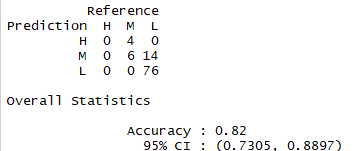 Reference
Prediction H M L
H 0 4 0
M 0 6 14
L 0 0 76
Overall Statistics
Accuracy : 0.82
95% CI : (0.7305, 0.8897)